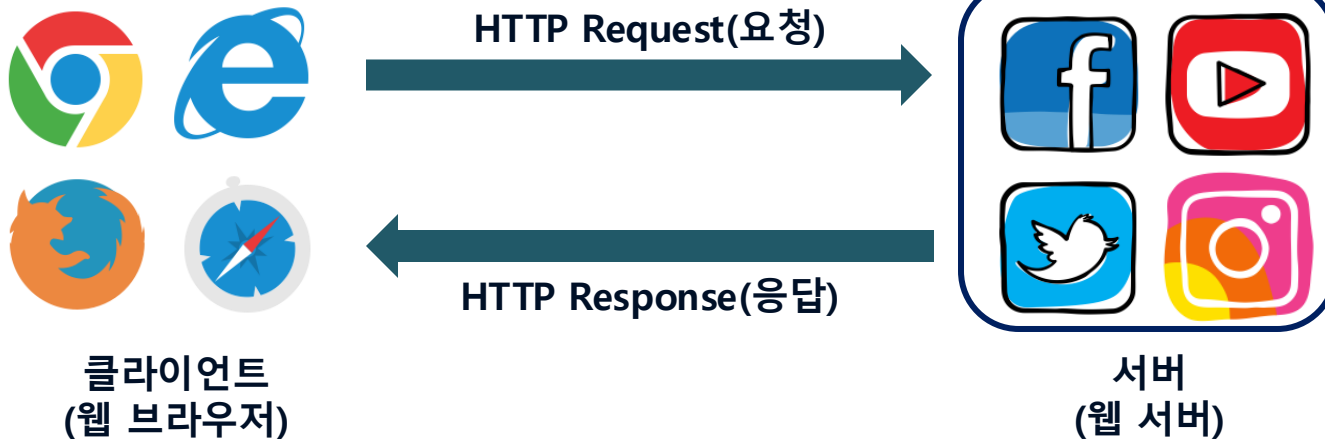 HTTP Request(요청)
HTTP Response(응답)
클라이언트
(웹 브라우저)
서버
(웹 서버)